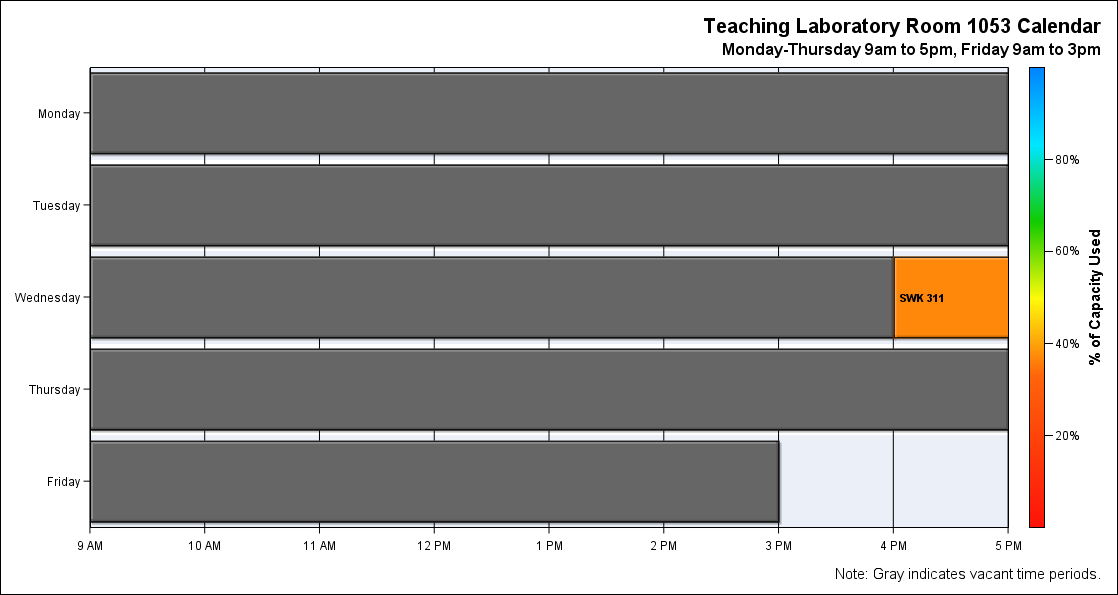 Teaching Laboratory Room 1053 Calendar
Monday-Thursday 9am to 5pm, Friday 9am to 3pm
Monday
Tuesday
Wednesday
SWK 311
Thursday
Friday
9 AM 10 AM 11 AM 12 PM 1 PM 2 PM 3 PM 4 PM 5 PM
80%
60%
40%
20%
% of Capacity Used
Note: Gray indicates vacant time periods.